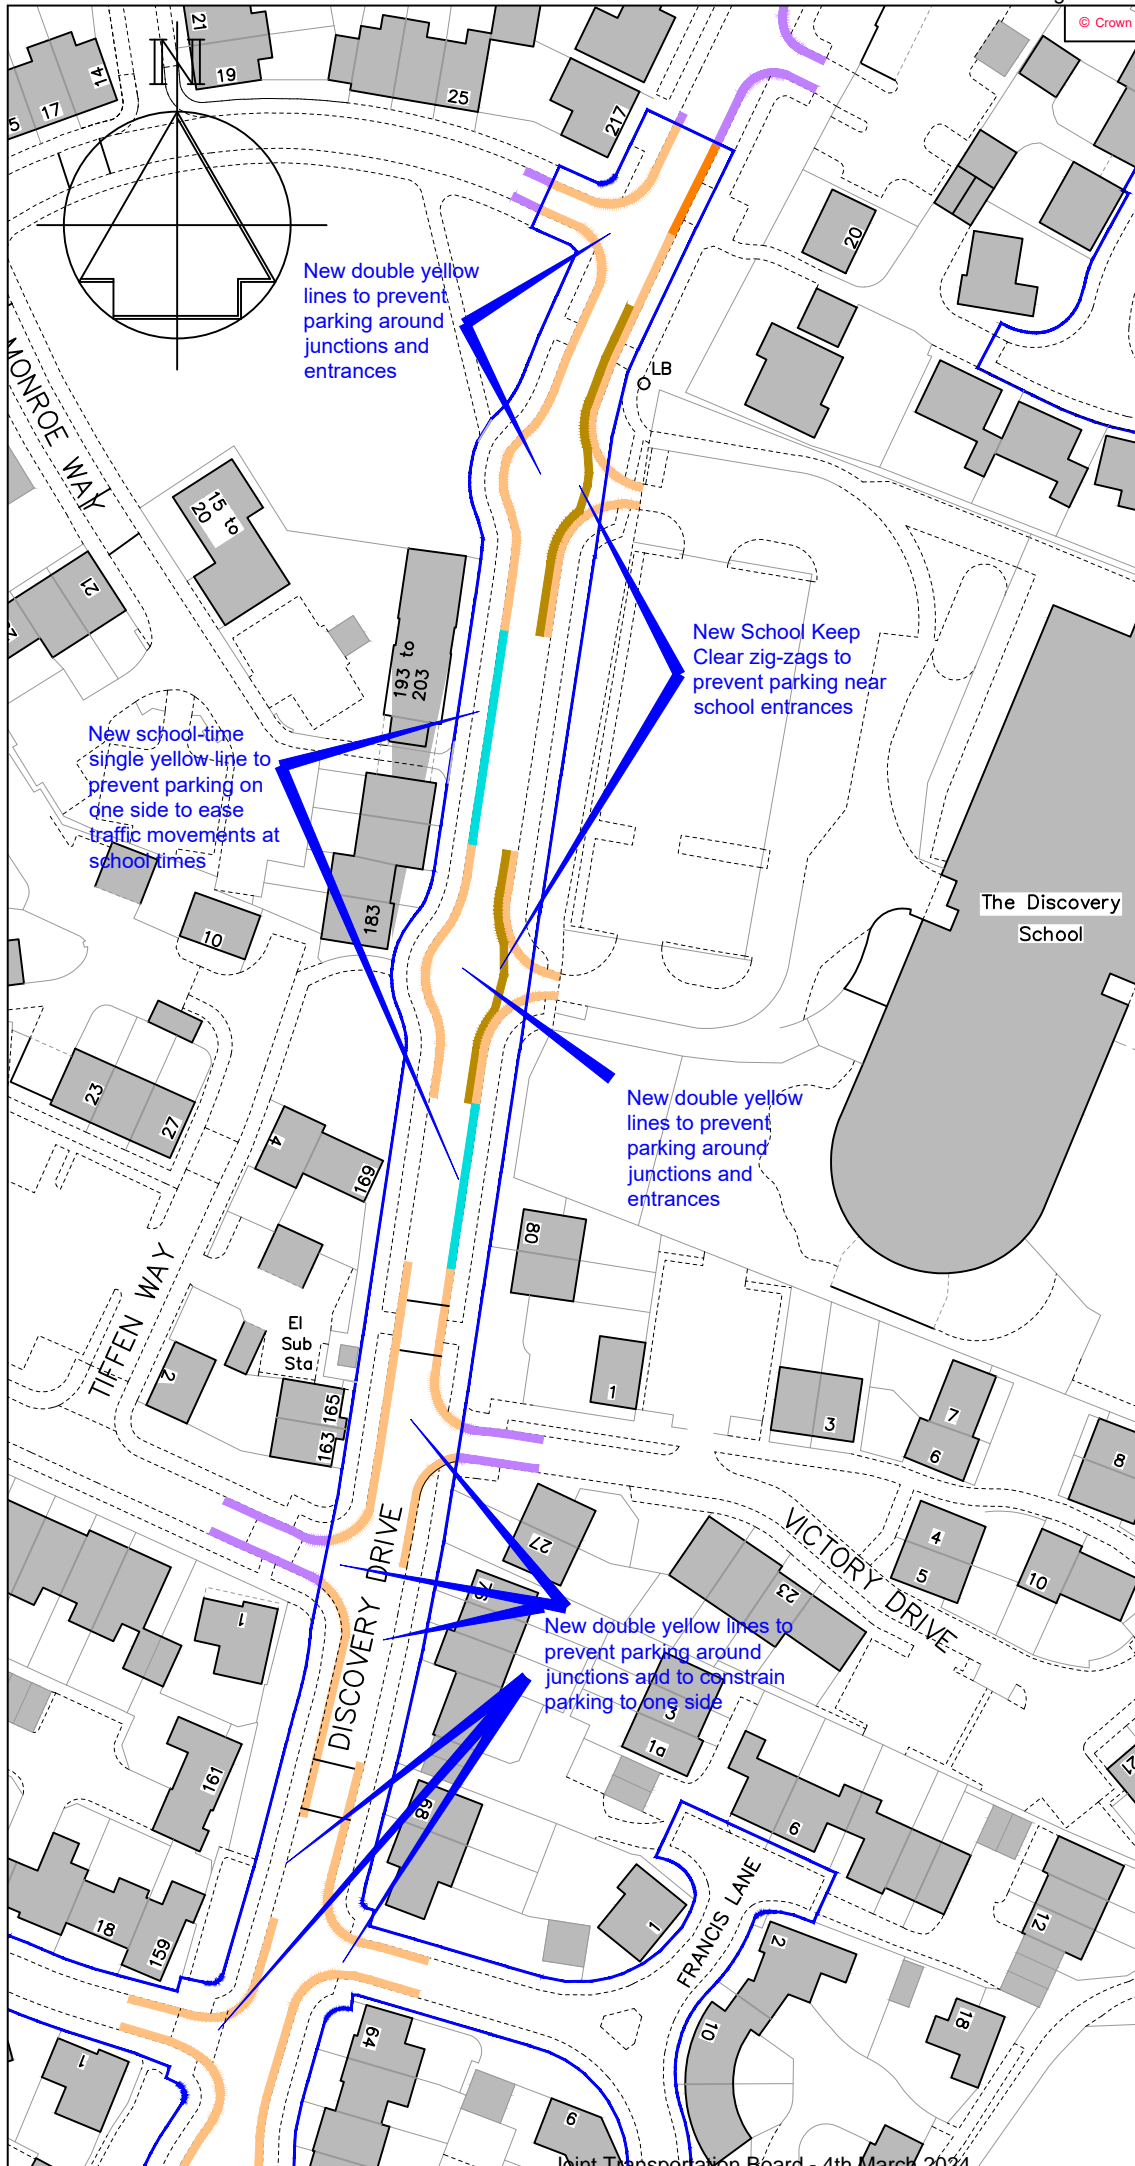 © Crown
21
19
14
17
5
25
217
N
20
New double yellow
lines to prevent
parking around
junctions and
entrances
LB
MONROE WAY
15 to
20
21
193 to
203
New School Keep
Clear zig-zags to
prevent parking near
school entrances
New school-time
single yellow line to
prevent parking on
one side to ease
traffic movements at
school times
183
10
The Discovery
School
23
27
4
169
New double yellow
lines to prevent
parking around
junctions and
entrances
80
TIFFEN WAY
El
Sub
Sta
2
165
163
1
3
7
6
8
27
VICTORY DRIVE
4
5
10
23
DISCOVERY DRIVE
75
1
New double yellow lines to
prevent parking around
junctions and to constrain
parking to one side
3
1a
161
68
9
FRANCIS LANE
1
2
12
18
159
10
18
64
1
9
Joint Transportation Board - 4th March 2024